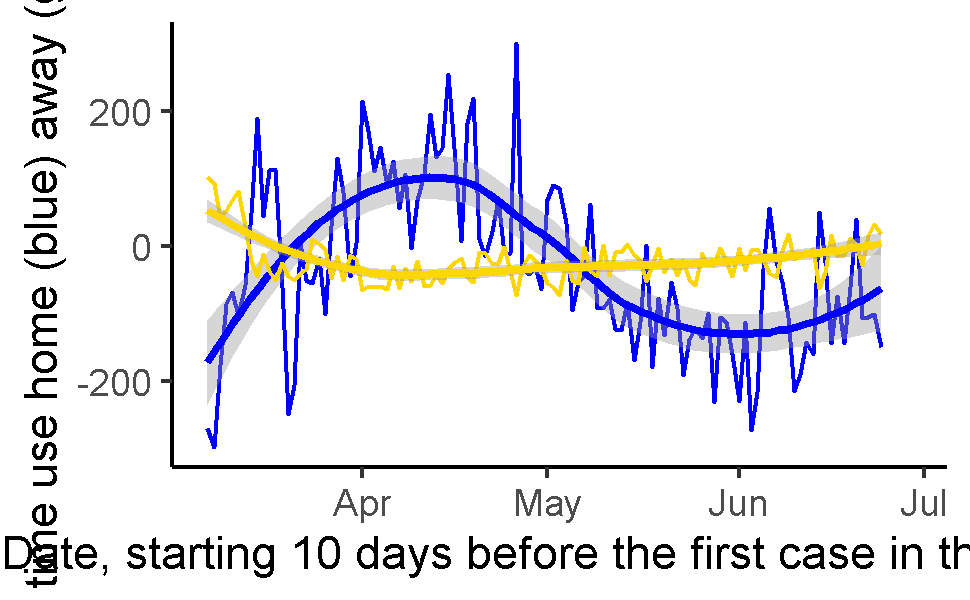 time use home (blue) away (
200
0
-200
Apr May Jun Jul
Date, starting 10 days before the first case in th